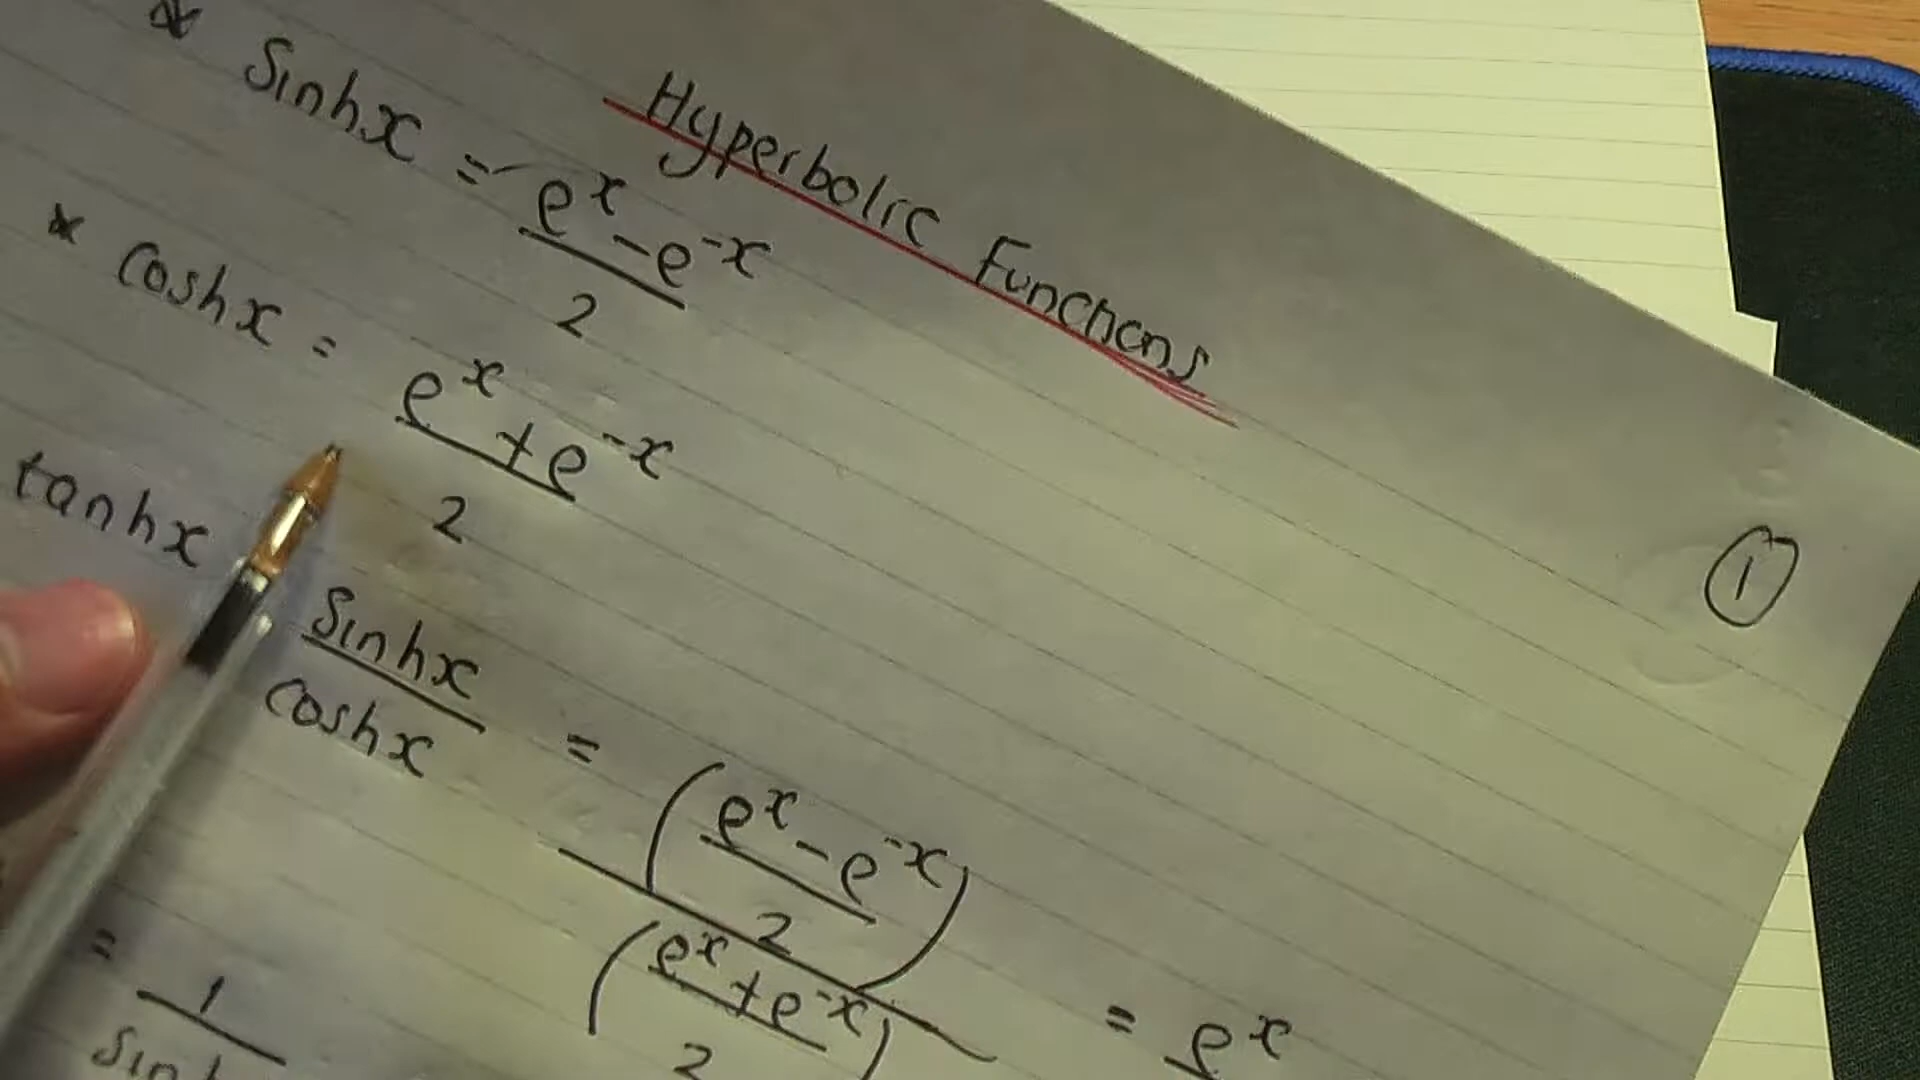 Hyperbolic Functions
* Sinhx = e^x - e^-x / 2
* coshx = e^x + e^-x / 2
tanhx sinhx / coshx = (e^x - e^-x / 2) / (e^x + e^-x / 2) = e^x
= 1 /
①